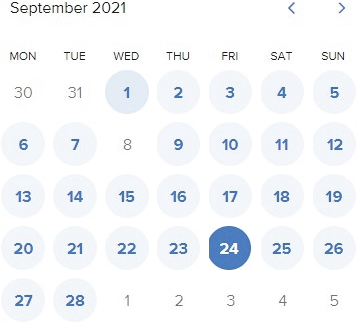 September 2021
MON TUE WED THU FRI SAT SUN
30 31 1 2 3 4 5
6 7 8 9 10 11 12
13 14 15 16 17 18 19
20 21 22 23 24 25 26
27 28 1 2 3 4 5